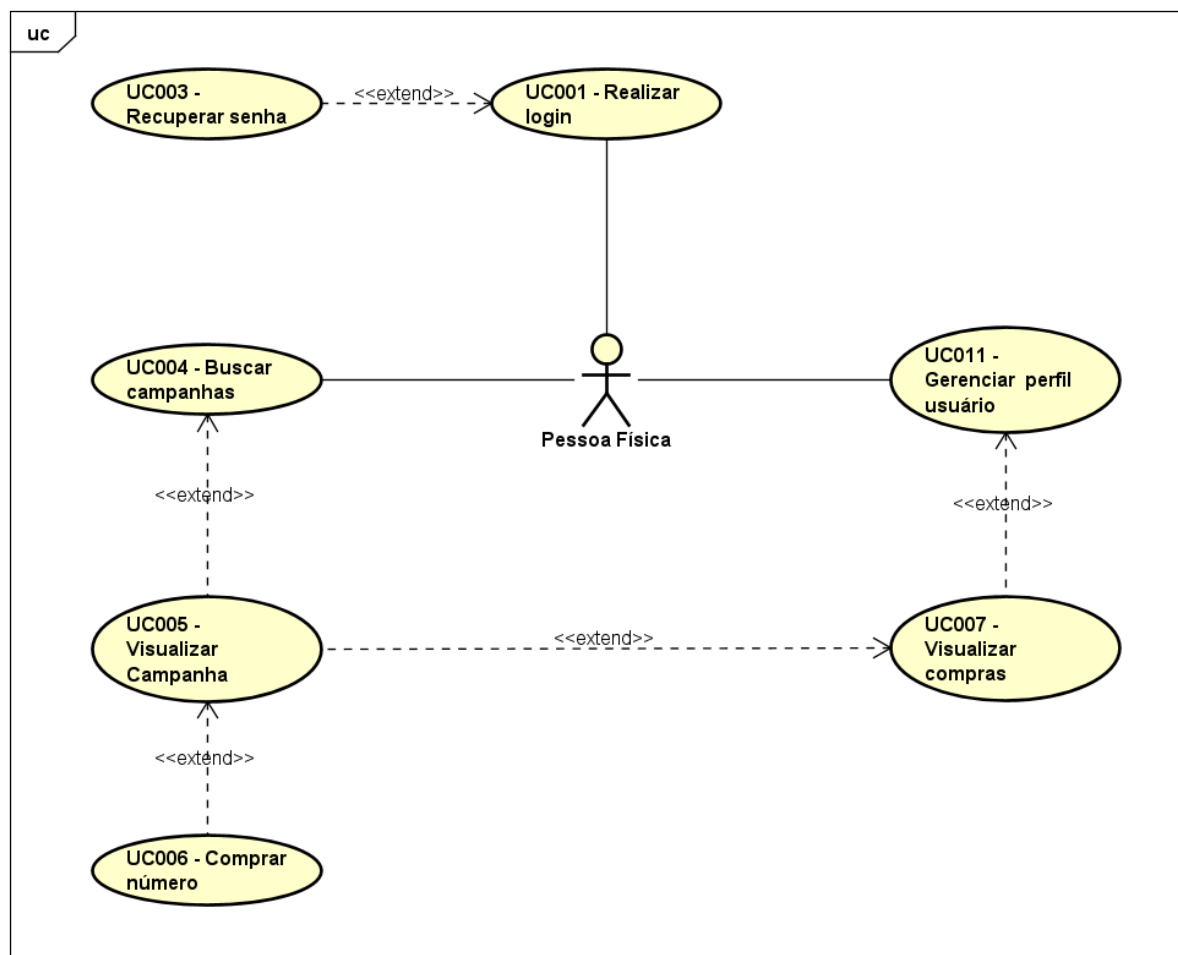 uc
UC003 -
Recuperar senha
<<extend>>
UC001 - Realizar
login
UC004 - Buscar
campanhas
Pessoa Física
UC011 -
Gerenciar perfil
usuário
<<extend>>
<<extend>>
UC005 -
Visualizar
Campanha
<<extend>>
UC007 -
Visualizar
compras
<<extend>>
UC006 - Comprar
número